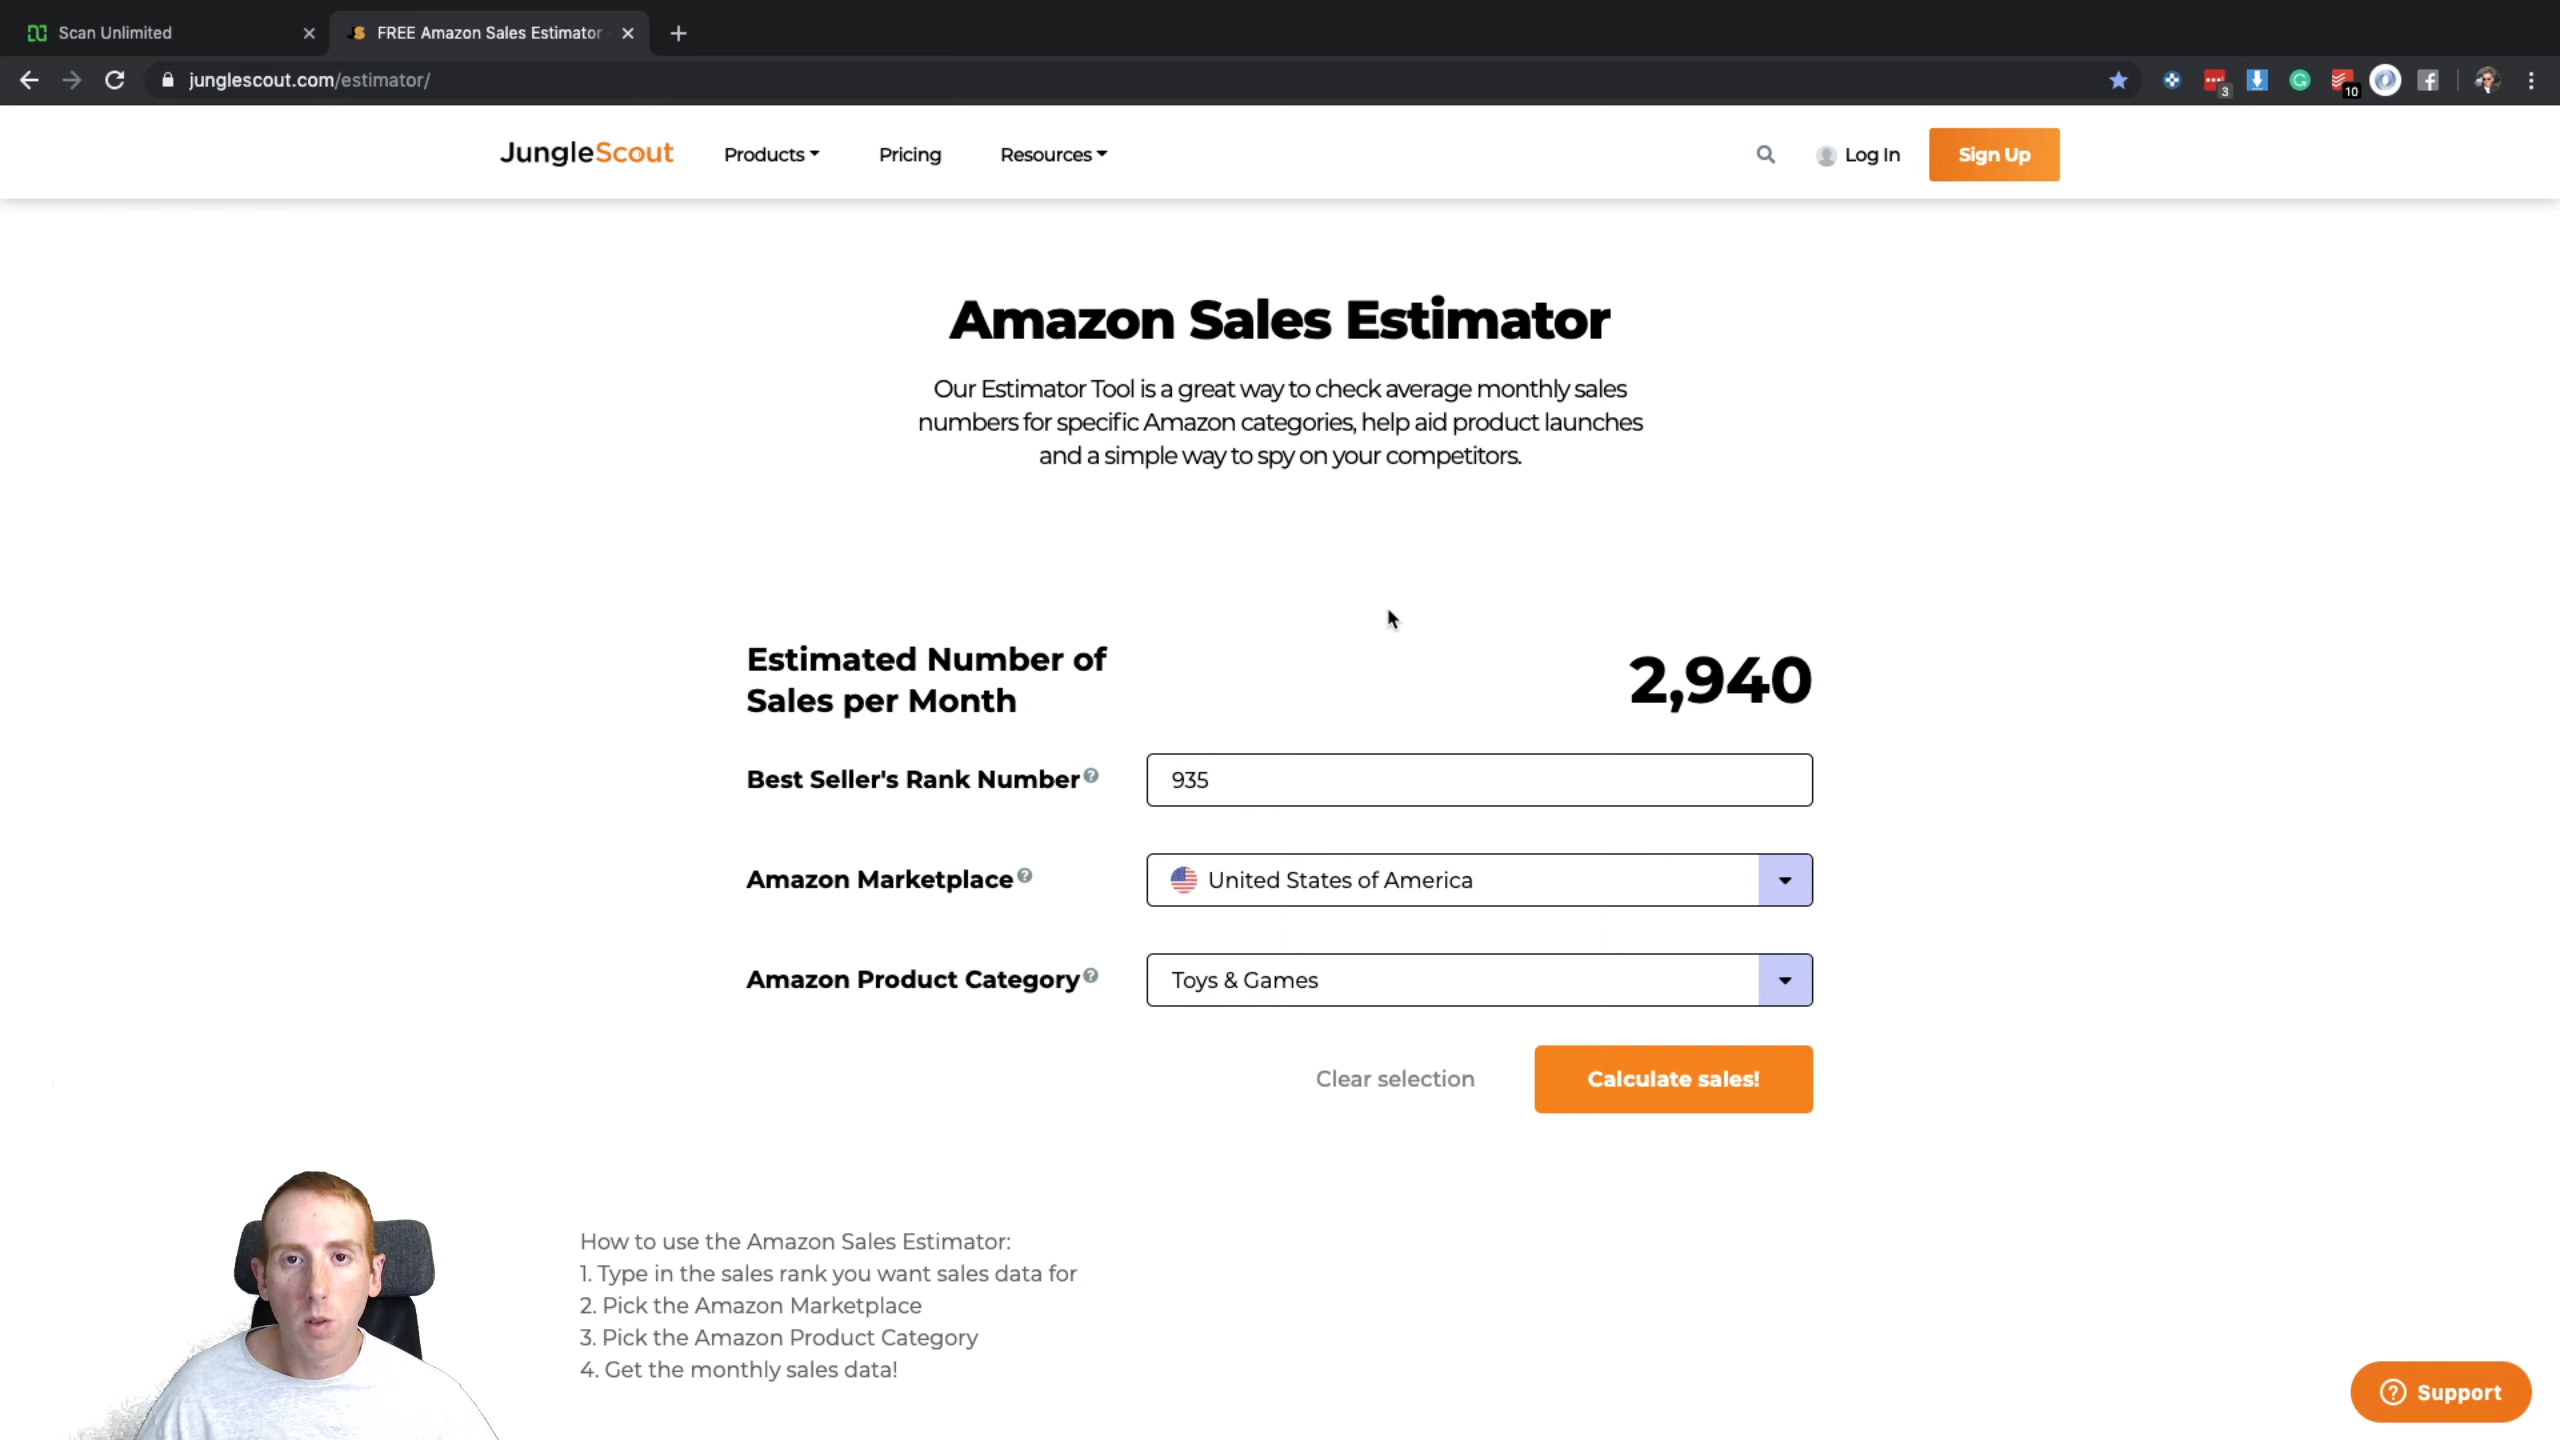 Scan Unlimited
FREE Amazon Sales Estimator
junglescout.com/estimator/
3
10
JungleScout
Products
Pricing
Resources
Log In
Sign Up
Amazon Sales Estimator
Our Estimator Tool is a great way to check average monthly sales
numbers for specific Amazon categories, help aid product launches
and a simple way to spy on your competitors.
Estimated Number of
Sales per Month
2,940
Best Seller's Rank Number
935
Amazon Marketplace
United States of America
Amazon Product Category
Toys & Games
Clear selection
Calculate sales!
How to use the Amazon Sales Estimator:
1. Type in the sales rank you want sales data for
2. Pick the Amazon Marketplace
3. Pick the Amazon Product Category
4. Get the monthly sales data!
Support